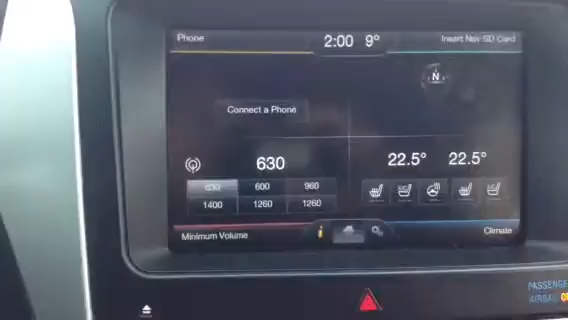 Phone 2:00 9° Insert Nav SD Card
N
Connect a Phone
630 22.5° 22.5°
630 600 960
1400 1260 1260
Minimum Volume Climate
PASSENGE
AIRBAG